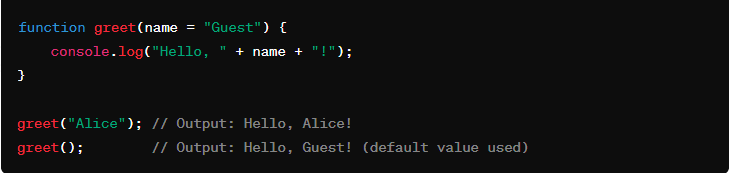 function greet(name = "Guest") {
    console.log("Hello, " + name + "!");
}

greet("Alice"); // Output: Hello, Alice!
greet();        // Output: Hello, Guest! (default value used)